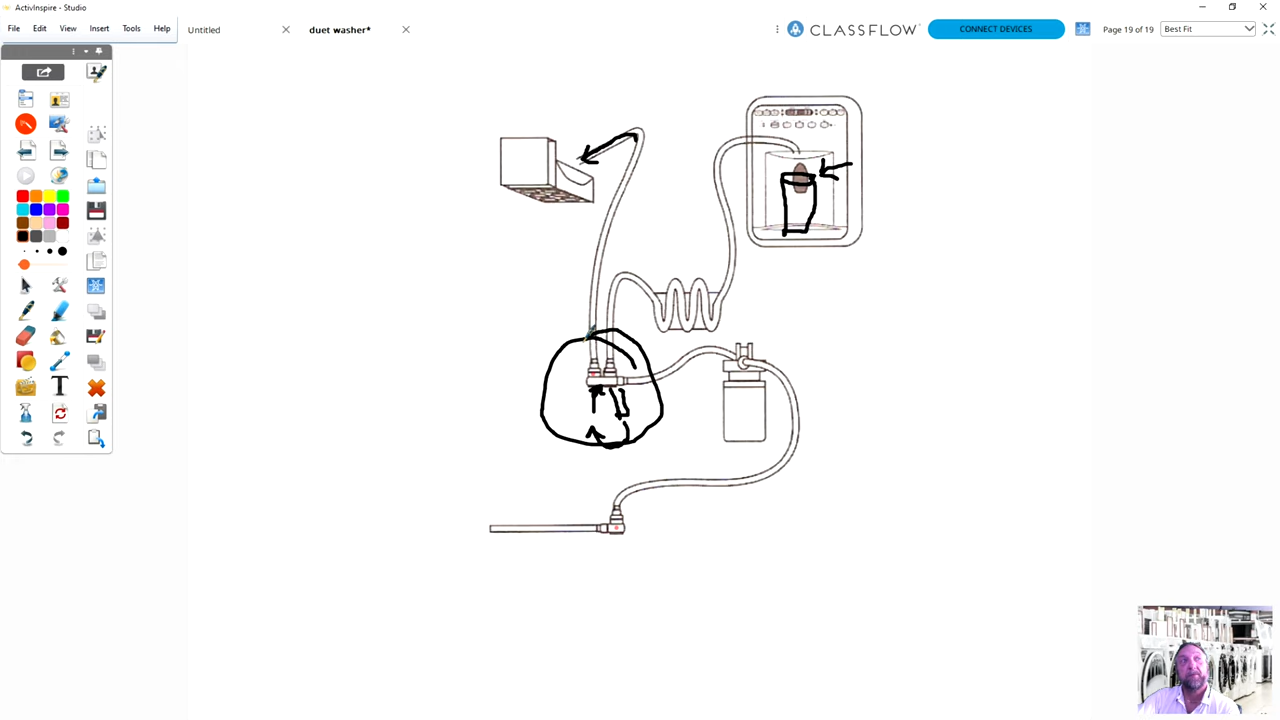 ActivInspire - Studio
File Edit View Insert Tools Help
Untitled
duet washer*
CLASSFLOW
CONNECT DEVICES
Page 19 of 19
Best Fit
T